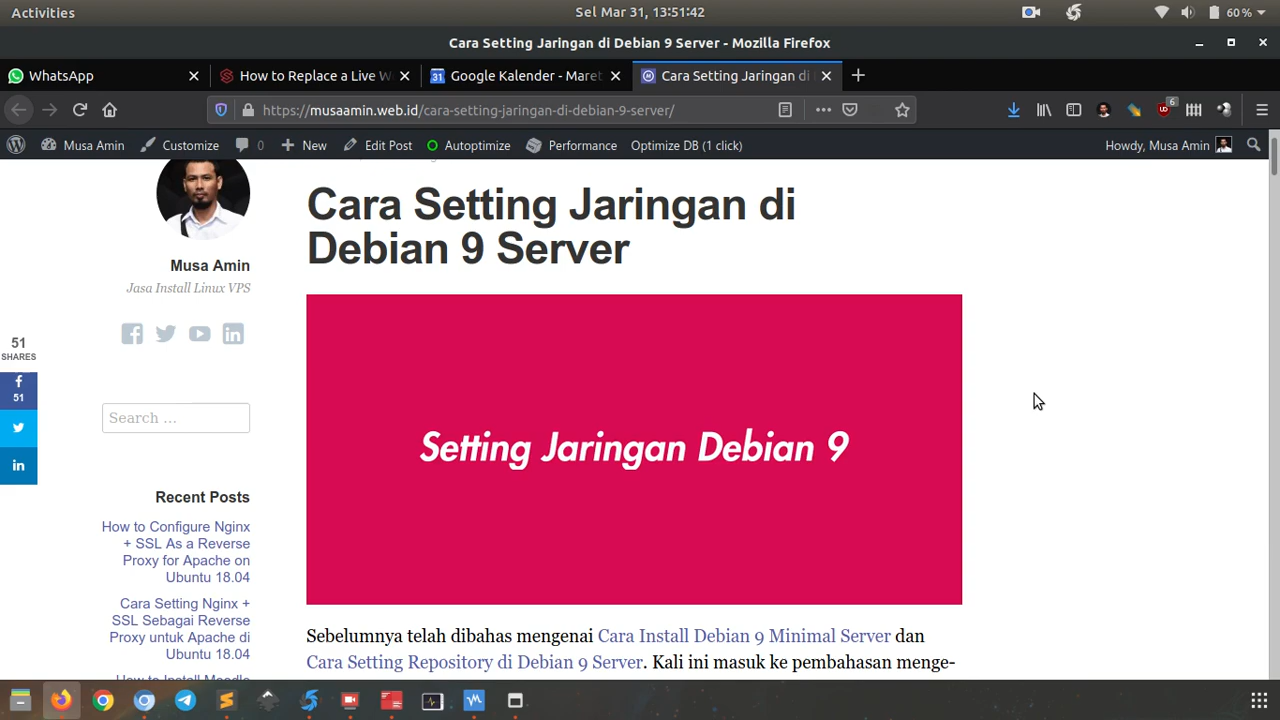 Activities
Sel Mar 31, 13:51:42
60 %
Cara Setting Jaringan di Debian 9 Server - Mozilla Firefox
WhatsApp
How to Replace a Live W
Google Kalender - Maret
Cara Setting Jaringan di
https://musaamin.web.id/cara-setting-jaringan-di-debian-9-server/
6
Musa Amin
Customize
0
New
Edit Post
Autoptimize
Performance
Optimize DB (1 click)
Howdy, Musa Amin
Cara Setting Jaringan di
Debian 9 Server
Musa Amin
Jasa Install Linux VPS
51
SHARES
51
Search …
Setting Jaringan Debian 9
Recent Posts
How to Configure Nginx
+ SSL As a Reverse
Proxy for Apache on
Ubuntu 18.04
Cara Setting Nginx +
SSL Sebagai Reverse
Proxy untuk Apache di
Ubuntu 18.04
How to Install Moodle
Sebelumnya telah dibahas mengenai Cara Install Debian 9 Minimal Server dan
Cara Setting Repository di Debian 9 Server. Kali ini masuk ke pembahasan menge-